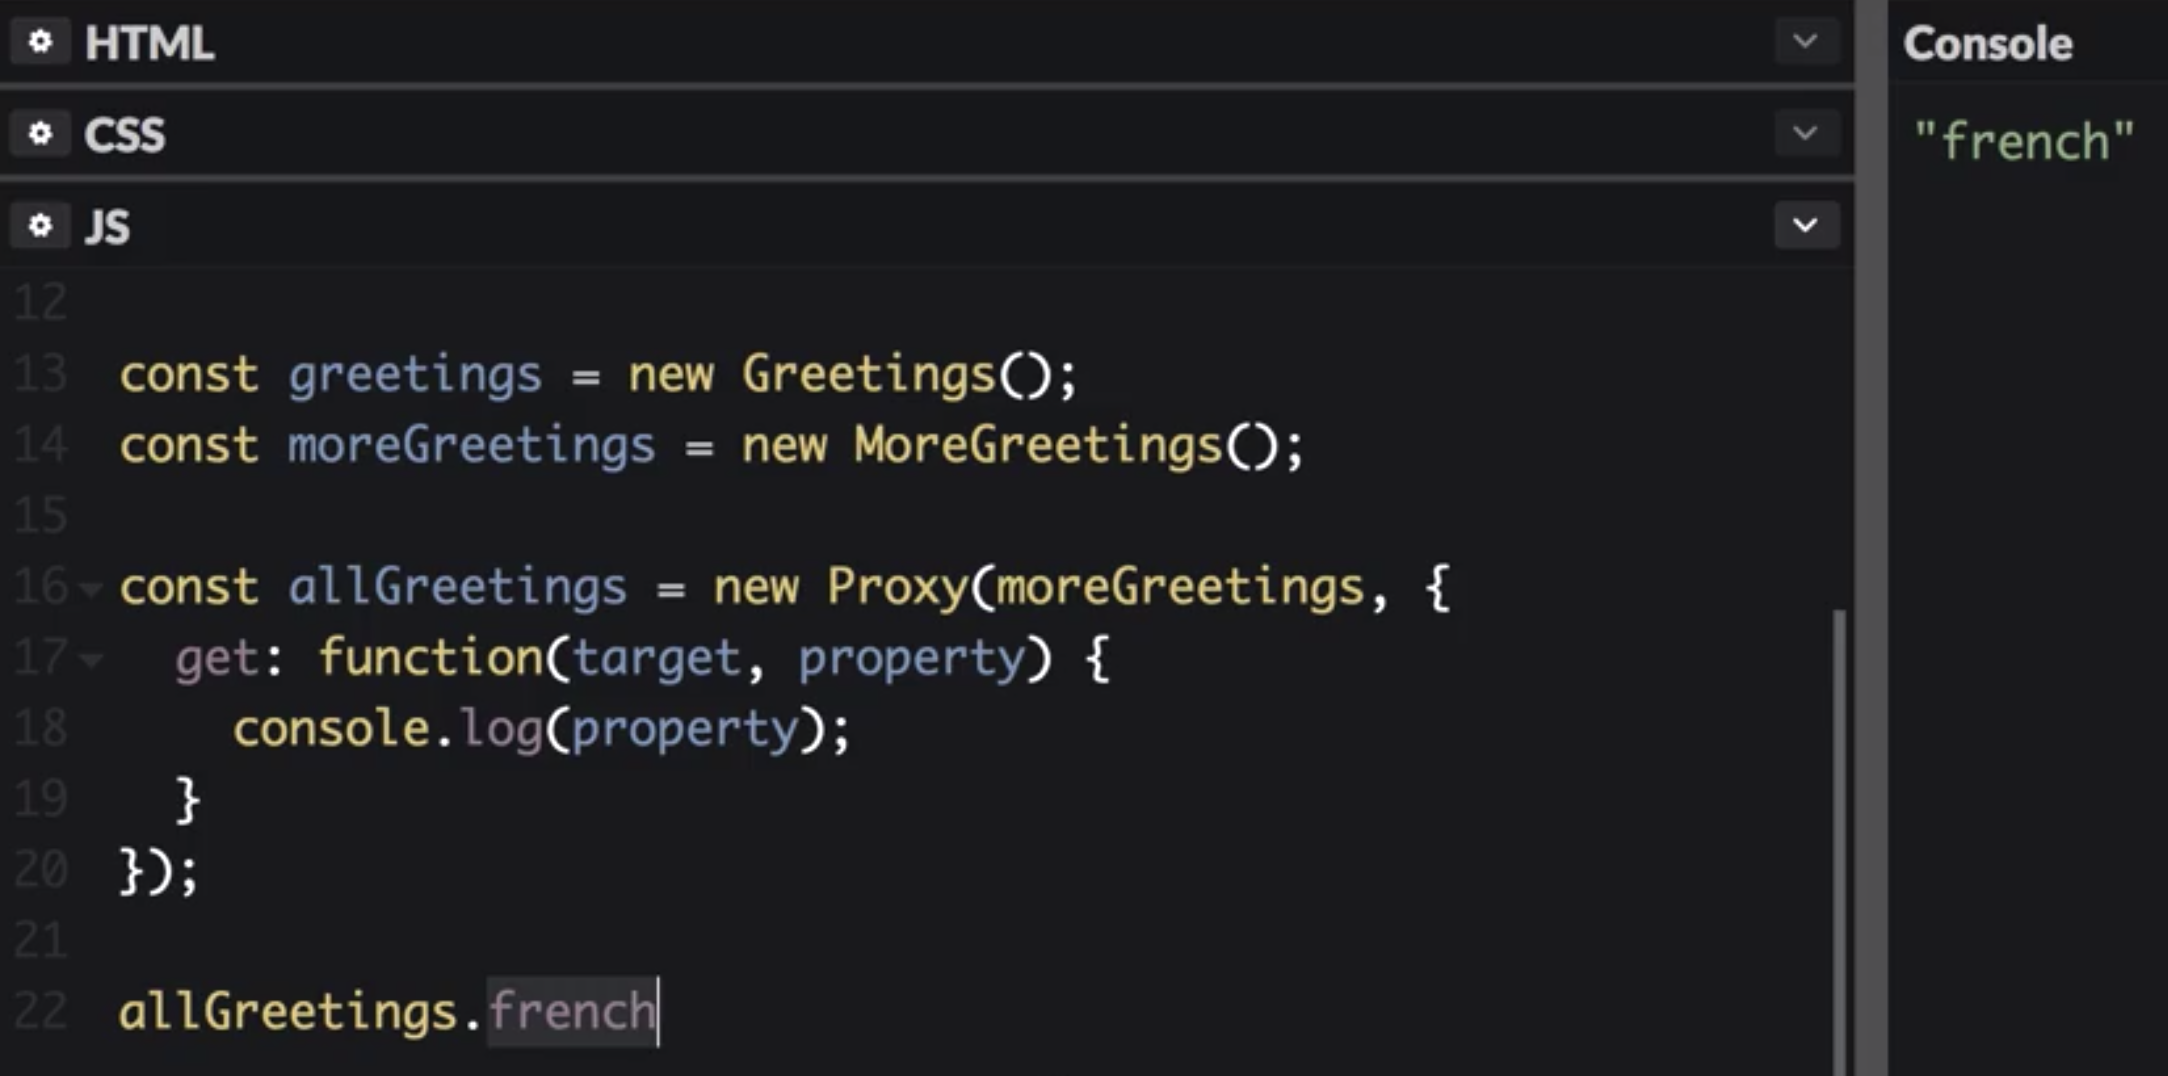 HTML
CSS
JS
12
13 const greetings = new Greetings();
14 const moreGreetings = new MoreGreetings();
15
16 const allGreetings = new Proxy(moreGreetings, {
17 get: function(target, property) {
18 console.log(property);
19 }
20 });
21
22 allGreetings.french
Console
"french"